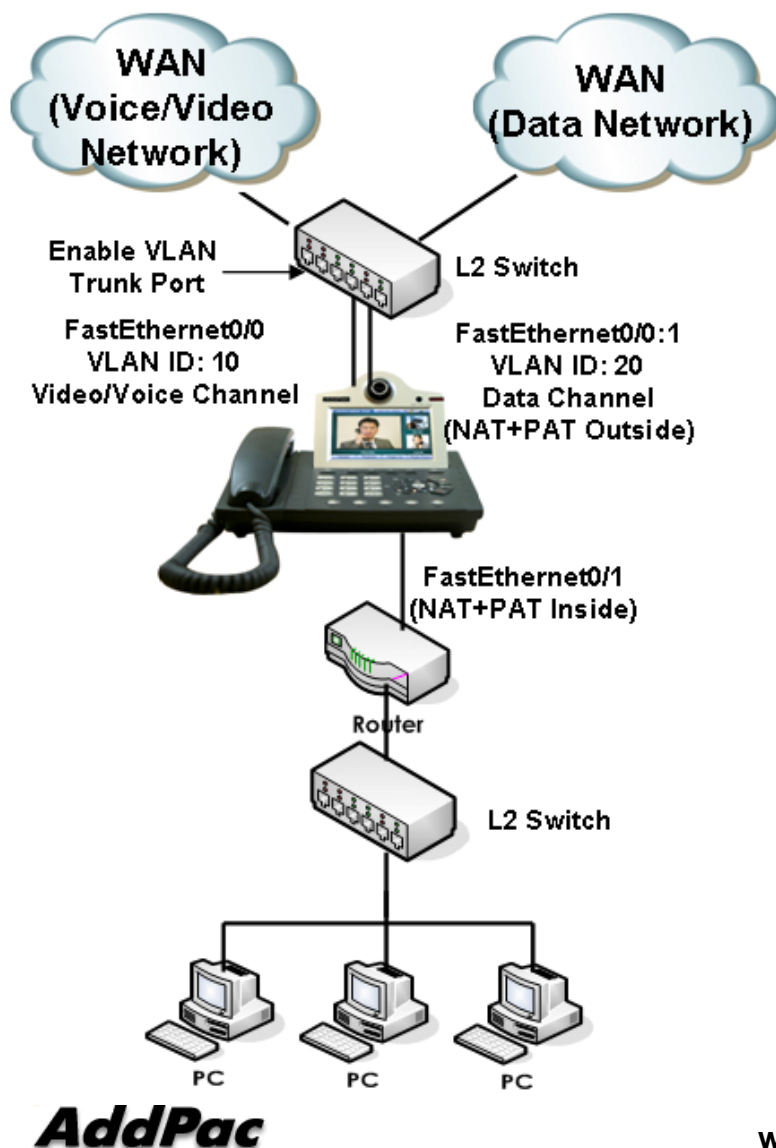 WAN
(Voice/Video
Network)
WAN
(Data Network)
Enable VLAN
Trunk Port
L2 Switch
FastEthernet0/0
VLAN ID: 10
Video/Voice Channel
FastEthernet0/0:1
VLAN ID: 20
Data Channel
(NAT+PAT Outside)
FastEthernet0/1
(NAT+PAT Inside)
Router
L2 Switch
PC
PC
PC
AddPac
W